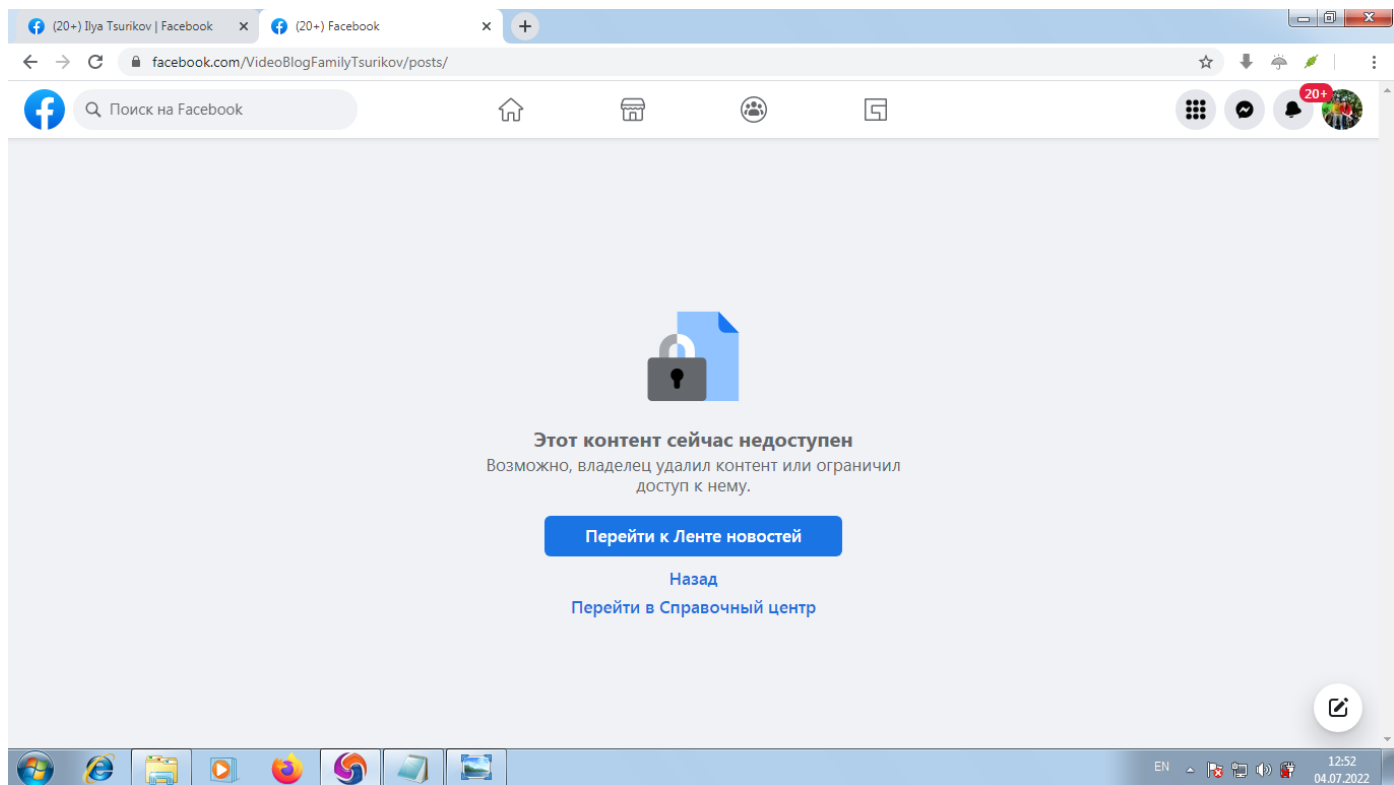 (20+) Ilya Tsurikov | Facebook
(20+) Facebook
facebook.com/VideoBlogFamilyTsurikov/posts/
Поиск на Facebook
20+
Этот контент сейчас недоступен
Возможно, владелец удалил контент или ограничил
доступ к нему.
Перейти к Ленте новостей
Назад
Перейти в Справочный центр
EN
12:52
04.07.2022